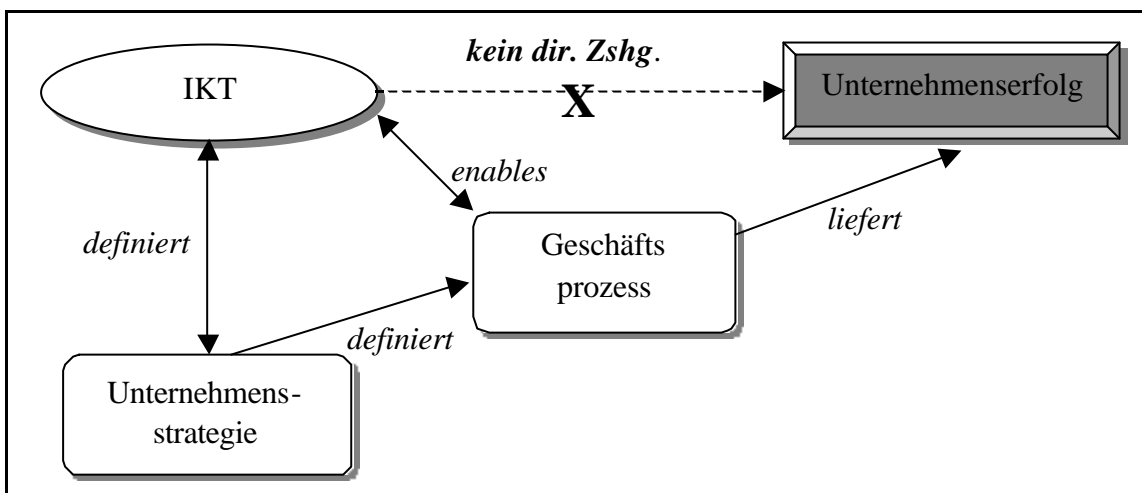 kein dir. Zshg.
IKT
X
Unternehmenserfolg
enables
definiert
Geschäfts
prozess
liefert
definiert
Unternehmens-
strategie